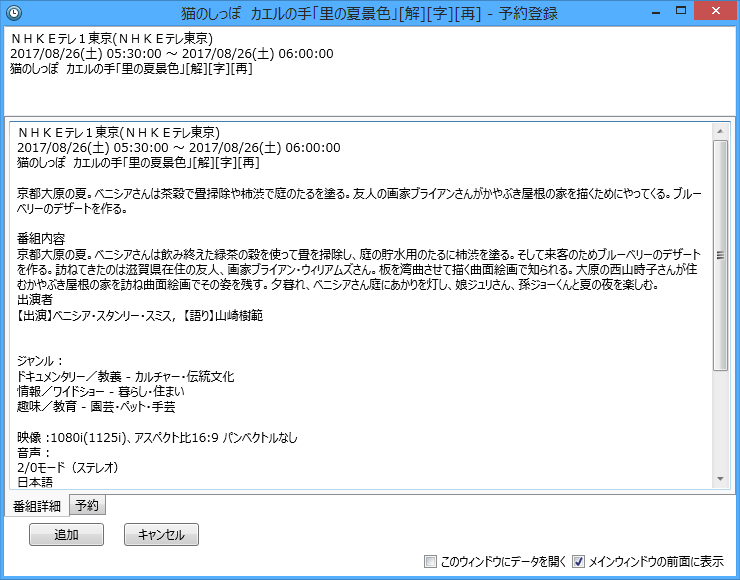 猫のしっぽ カエルの手「里の夏景色」[解][字][再] - 予約登録
ＮＨＫＥテレ１東京(ＮＨＫＥテレ東京)
2017/08/26(土) 05:30:00 ～ 2017/08/26(土) 06:00:00
猫のしっぽ カエルの手「里の夏景色」[解][字][再]
ＮＨＫＥテレ１東京(ＮＨＫＥテレ東京)
2017/08/26(土) 05:30:00 ～ 2017/08/26(土) 06:00:00
猫のしっぽ カエルの手「里の夏景色」[解][字][再]
京都大原の夏。ベニシアさんは茶殻で畳掃除や柿渋で庭のたるを塗る。友人の画家ブライアンさんがかやぶき屋根の家を描くためにやってくる。ブルー
ベリーのデザートを作る。
番組内容
京都大原の夏。ベニシアさんは飲み終えた緑茶の殻を使って畳を掃除し、庭の貯水用のたるに柿渋を塗る。そして来客のためブルーベリーのデザート
を作る。訪ねてきたのは滋賀県在住の友人、画家ブライアン・ウィリアムズさん。板を湾曲させて描く曲面絵画で知られる。大原の西山時子さんが住
むかやぶき屋根の家を訪ね曲面絵画でその姿を残す。夕暮れ、ベニシアさん庭にあかりを灯し、娘ジュリさん、孫ジョーくんと夏の夜を楽しむ。
出演者
【出演】ベニシア・スタンリー・スミス，【語り】山崎樹範
ジャンル :
ドキュメンタリー／教養 - カルチャー・伝統文化
情報／ワイドショー - 暮らし・住まい
趣味／教育 - 園芸・ペット・手芸
映像 :1080i(1125i)、アスペクト比16:9 パンベクトルなし
音声 :
2/0モード（ステレオ）
日本語
番組詳細 予約
追加 キャンセル
このウィンドウにデータを開く メインウィンドウの前面に表示